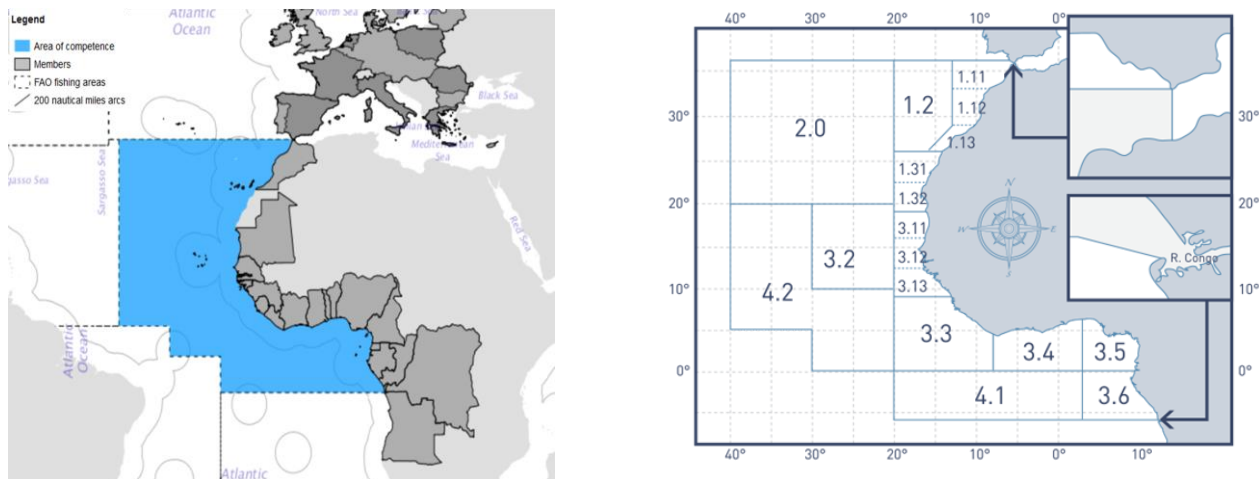 Legend
Area of competence
Members
FAO fishing areas
200 nautical miles arcs
Atlantic
Ocean
North Sea
Black Sea
Mediterranean
Sea
Sargasso Sea
Red Sea
Atlantic
Ocean
Atlantic
40° 30° 20° 10° 0°
30° 30°
20° 20°
10° 10°
0° 0°
1.11
1.2
1.12
2.0
1.13
1.31
1.32
3.11
3.2
3.12
4.2
3.13
3.3
3.4
3.5
4.1
3.6
N
W E
S
R. Congo
40° 30° 20° 10° 0° 10°